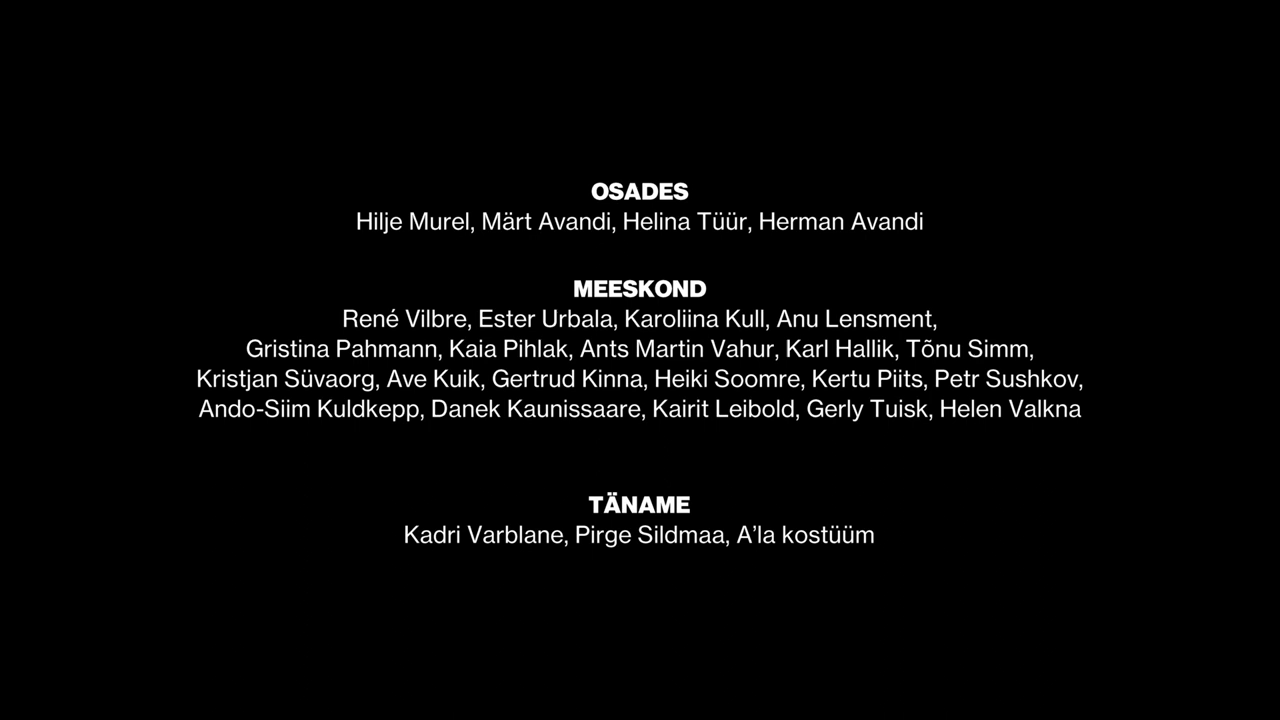 OSADES
Hilje Murel, Märt Avandi, Helina Tüür, Herman Avandi
MEESKOND
René Vilbre, Ester Urbala, Karoliina Kull, Anu Lensment,
Gristina Pahmann, Kaia Pihlak, Ants Martin Vahur, Karl Hallik, Tõnu Simm,
Kristjan Süvaorg, Ave Kuik, Gertrud Kinna, Heiki Soomre, Kertu Piits, Petr Sushkov,
Ando-Siim Kuldkepp, Danek Kaunissaare, Kairit Leibold, Gerly Tuisk, Helen Valkna
TÄNAME
Kadri Varblane, Pirge Sildmaa, A’la kostüüm